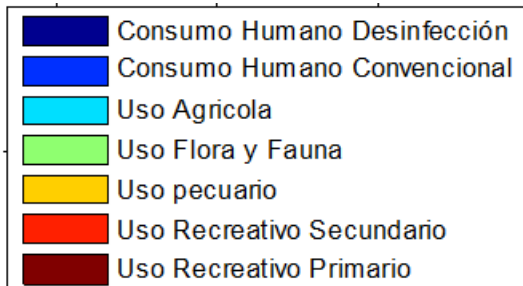 Consumo Humano Desinfección
Consumo Humano Convencional
Uso Agricola
Uso Flora y Fauna
Uso pecuario
Uso Recreativo Secundario
Uso Recreativo Primario